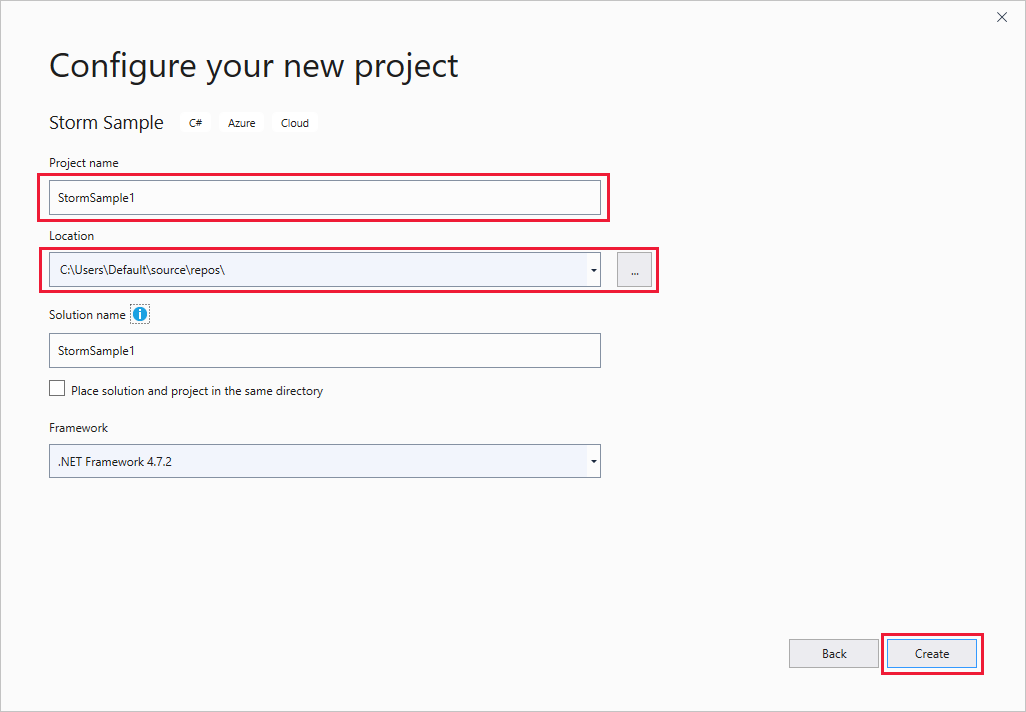 Configure your new project
Storm Sample C# Azure Cloud
Project name
StormSample1
Location
C:\Users\Default\source\repos\ ...
Solution name
StormSample1
Place solution and project in the same directory
Framework
.NET Framework 4.7.2
Back Create